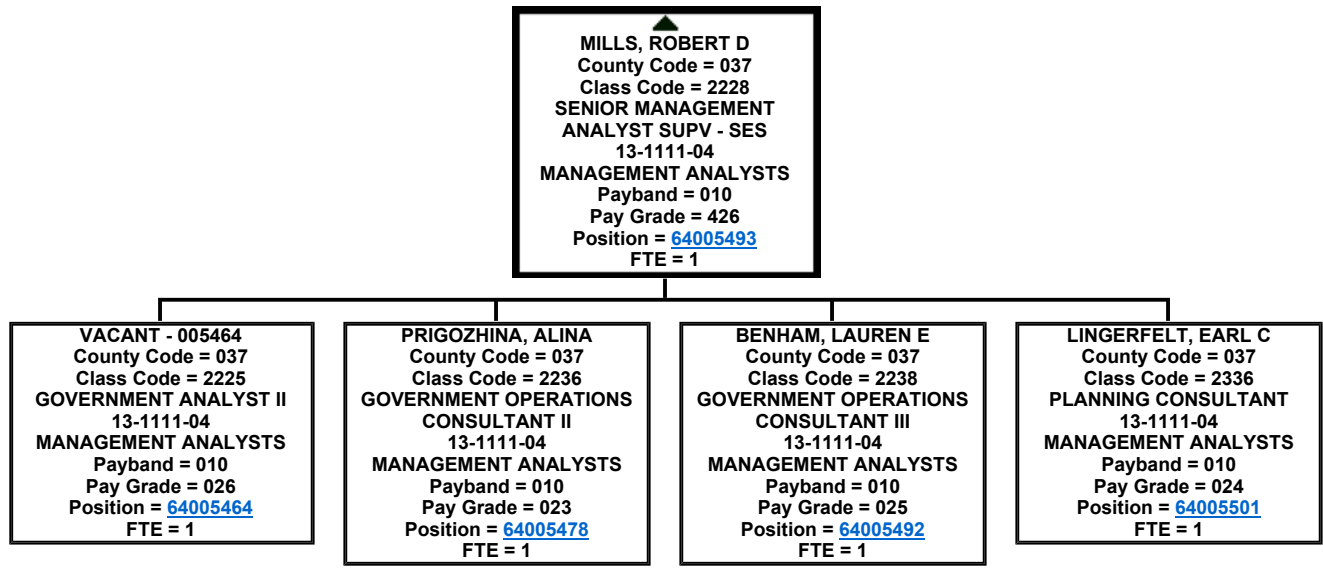 MILLS, ROBERT D
County Code = 037
Class Code = 2228
SENIOR MANAGEMENT
ANALYST SUPV - SES
13-1111-04
MANAGEMENT ANALYSTS
Payband = 010
Pay Grade = 426
Position = 64005493
FTE = 1
VACANT - 005464
County Code = 037
Class Code = 2225
GOVERNMENT ANALYST II
13-1111-04
MANAGEMENT ANALYSTS
Payband = 010
Pay Grade = 026
Position = 64005464
FTE = 1
PRIGOZHINA, ALINA
County Code = 037
Class Code = 2236
GOVERNMENT OPERATIONS
CONSULTANT II
13-1111-04
MANAGEMENT ANALYSTS
Payband = 010
Pay Grade = 023
Position = 64005478
FTE = 1
BENHAM, LAUREN E
County Code = 037
Class Code = 2238
GOVERNMENT OPERATIONS
CONSULTANT III
13-1111-04
MANAGEMENT ANALYSTS
Payband = 010
Pay Grade = 025
Position = 64005492
FTE = 1
LINGERFELT, EARL C
County Code = 037
Class Code = 2336
PLANNING CONSULTANT
13-1111-04
MANAGEMENT ANALYSTS
Payband = 010
Pay Grade = 024
Position = 64005501
FTE = 1